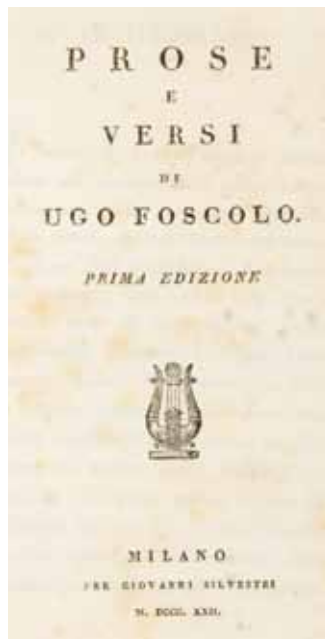 PROSE
E
VERSI
DI
UGO FOSCOLO.
PRIMA EDIZIONE
MILANO
PER GIOVANNI SILVESTRI
M. DCCC. XXII.